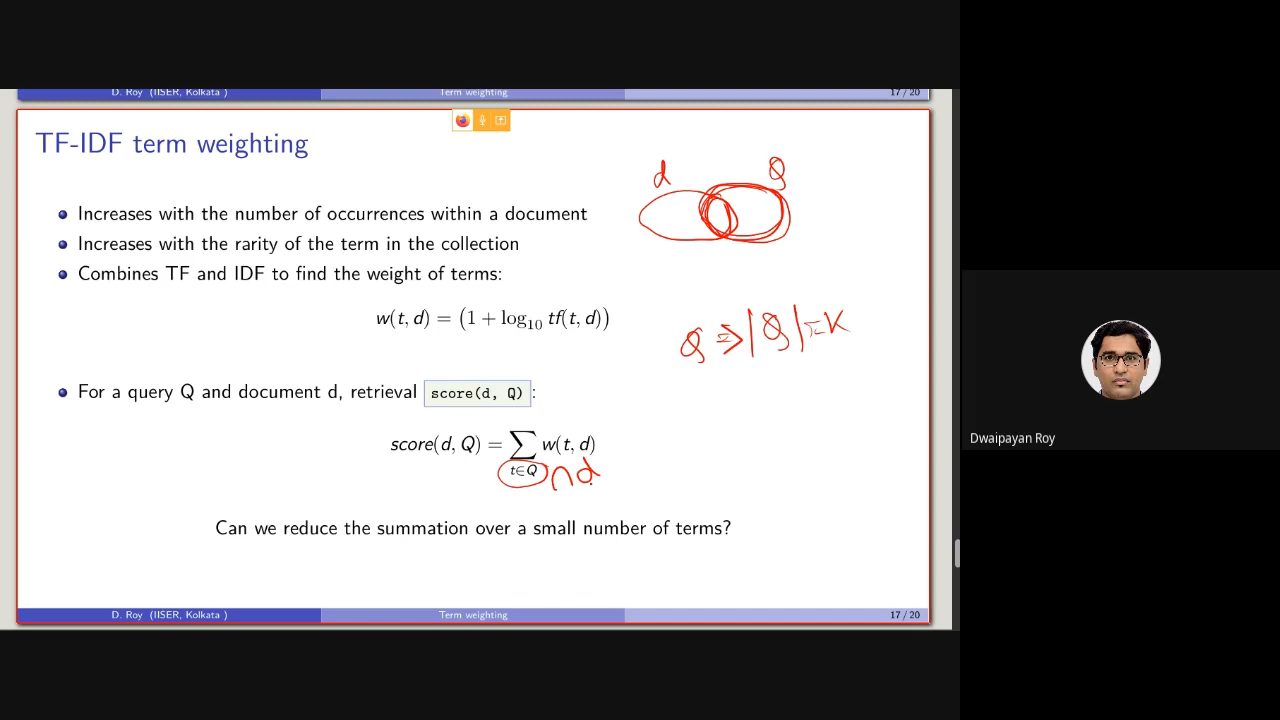 D. Roy (IISER, Kolkata ) Term weighting 17 / 20
TF-IDF term weighting
d Q
Increases with the number of occurrences within a document
Increases with the rarity of the term in the collection
Combines TF and IDF to find the weight of terms:
w(t, d) = (1 + log₁₀ tf(t, d))
Q ⇒ |Q| = K
For a query Q and document d, retrieval score(d, Q) :
score(d, Q) = ∑ w(t, d)
t∈Q ∩ d
Can we reduce the summation over a small number of terms?
D. Roy (IISER, Kolkata ) Term weighting 17 / 20
Dwaipayan Roy